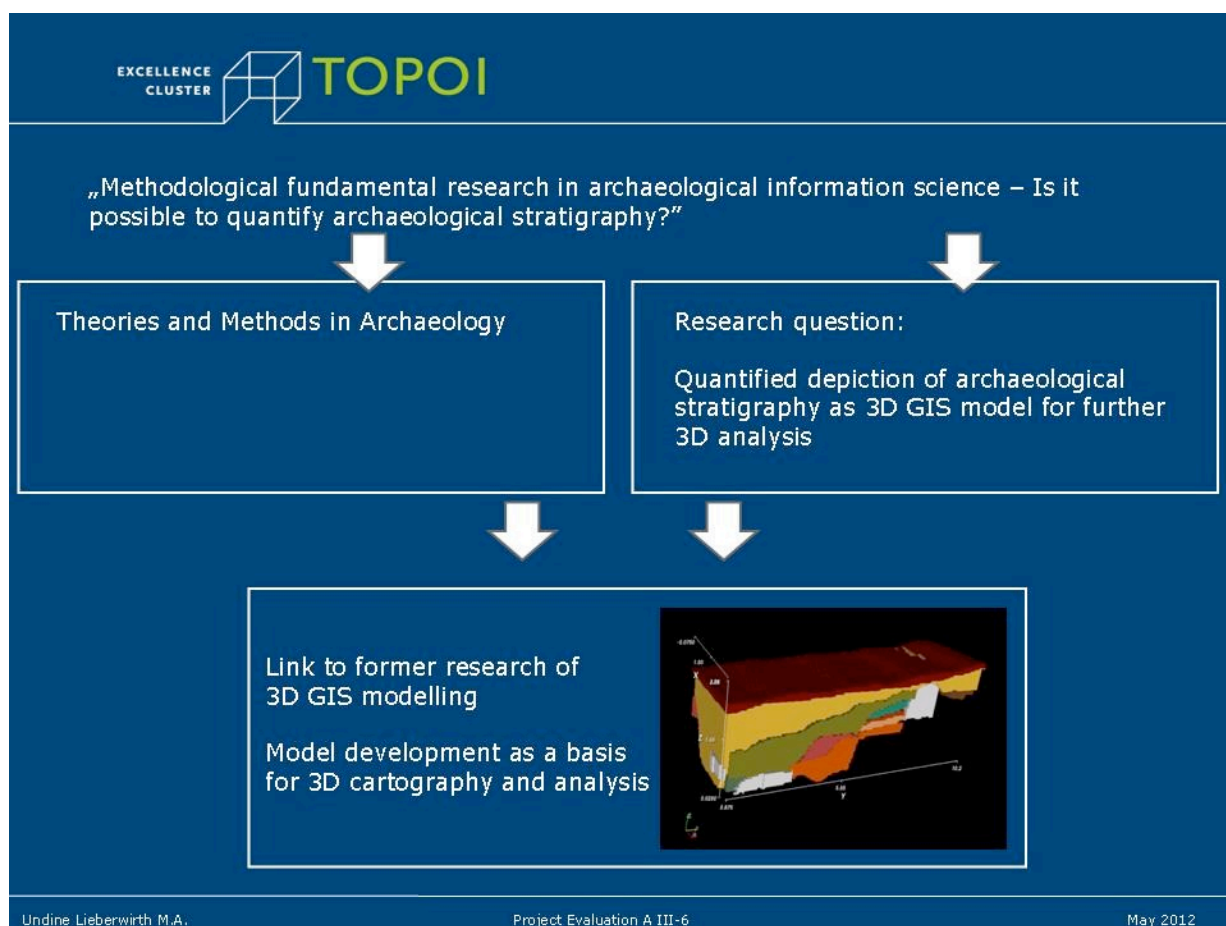 EXCELLENCE
CLUSTER
TOPOI
„Methodological fundamental research in archaeological information science – Is it
possible to quantify archaeological stratigraphy?”
Theories and Methods in Archaeology
Research question:
Quantified depiction of archaeological
stratigraphy as 3D GIS model for further
3D analysis
Link to former research of
3D GIS modelling
Model development as a basis
for 3D cartography and analysis
X
Z
Y
Undine Lieberwirth M.A.
Project Evaluation A III-6
May 2012